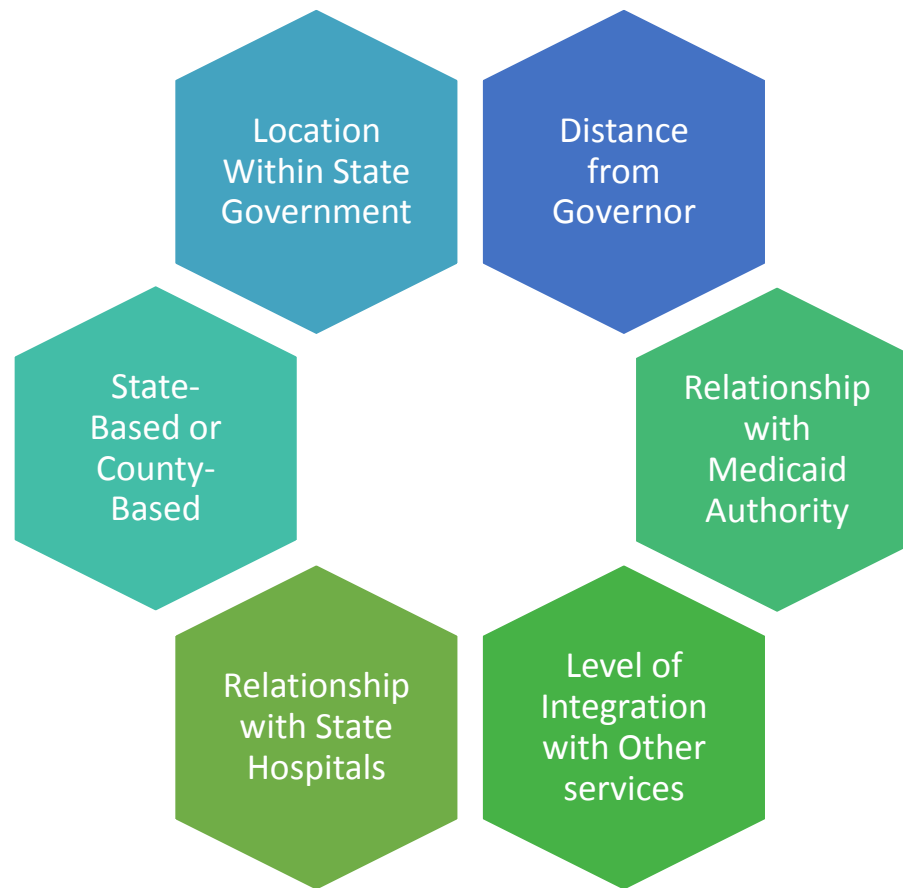 Location
Within State
Government
Distance
from
Governor
State-
Based or
County-
Based
Relationship
with
Medicaid
Authority
Relationship
with State
Hospitals
Level of
Integration
with Other
services